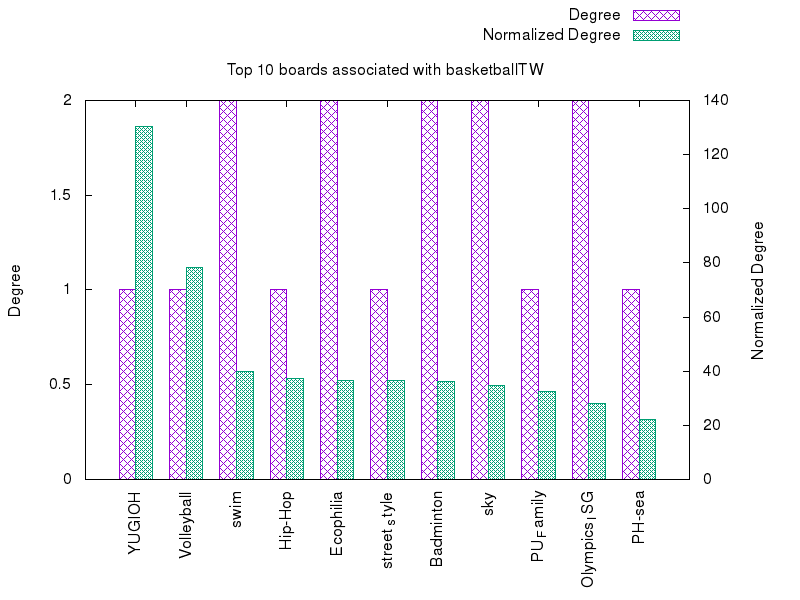 Degree
Normalized Degree
Top 10 boards associated with basketballTW
2
1.5
1
0.5
0
Degree
140
120
100
80
60
40
20
0
Normalized Degree
YUGIOH
Volleyball
swim
Hip-Hop
Ecophilia
street_style
Badminton
sky
PU_Family
Olympics_ISG
PH-sea